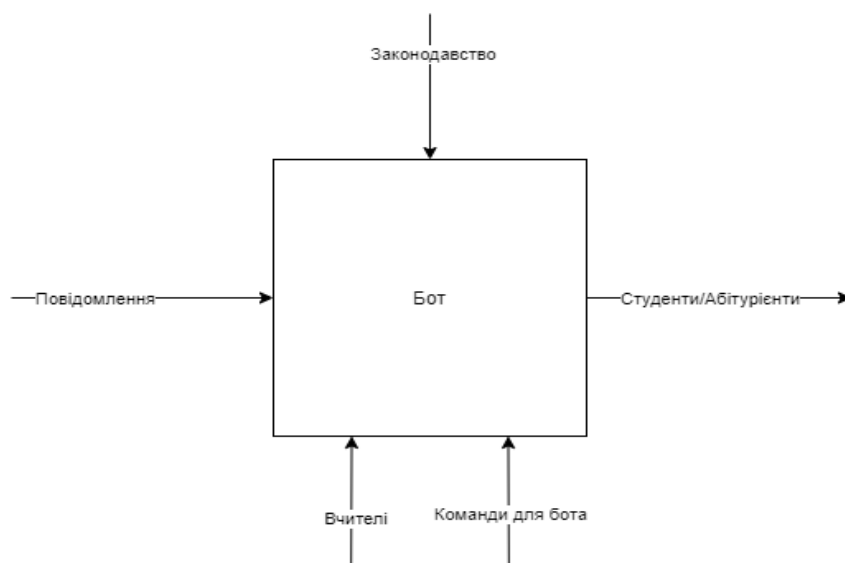 Законодавство
Повідомлення
Бот
Студенти/Абітурієнти
Вчителі
Команди для бота